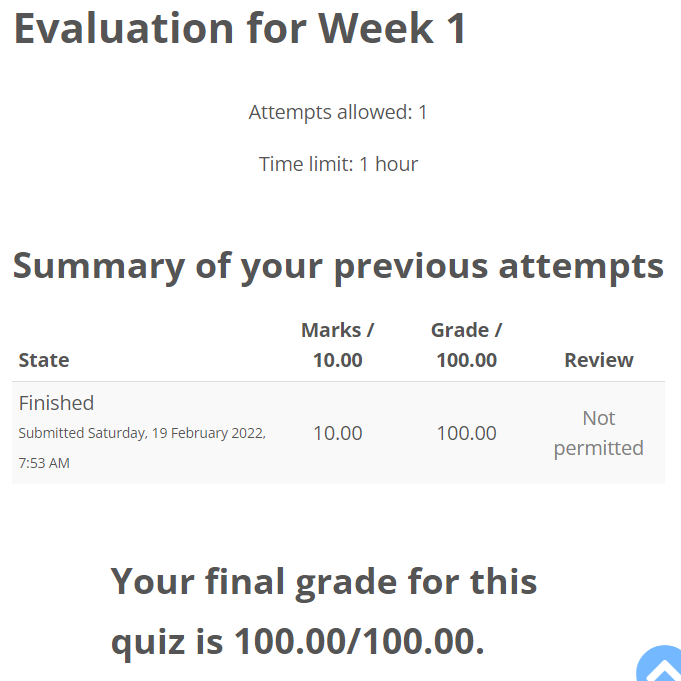 Evaluation for Week 1
Attempts allowed: 1
Time limit: 1 hour
Summary of your previous attempts
State Marks / 10.00 Grade / 100.00 Review
Finished
Submitted Saturday, 19 February 2022,
7:53 AM
10.00 100.00 Not permitted
Your final grade for this
quiz is 100.00/100.00.